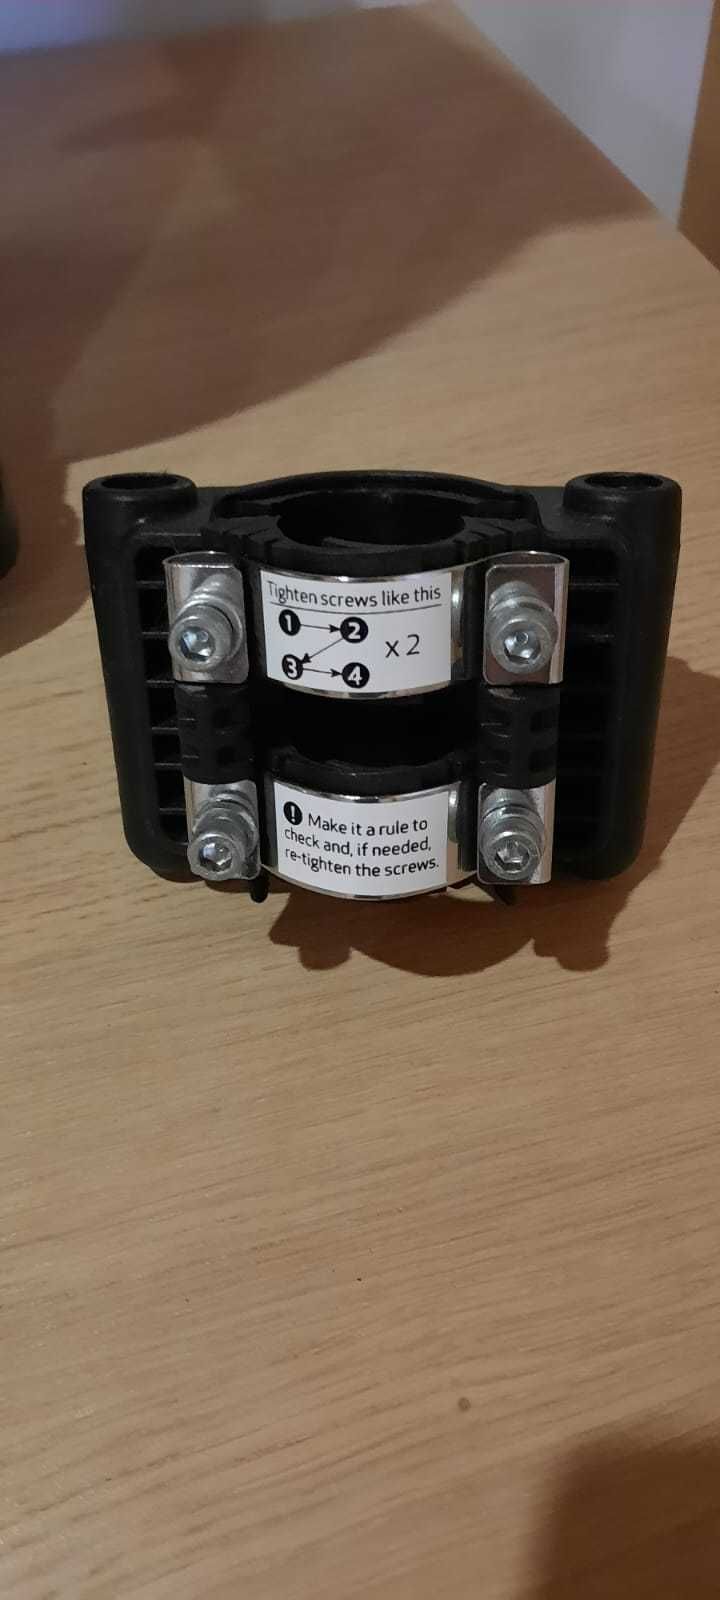 Tighten screws like this
1 2
x 2
3 4
! Make it a rule to
check and, if needed,
re-tighten the screws.